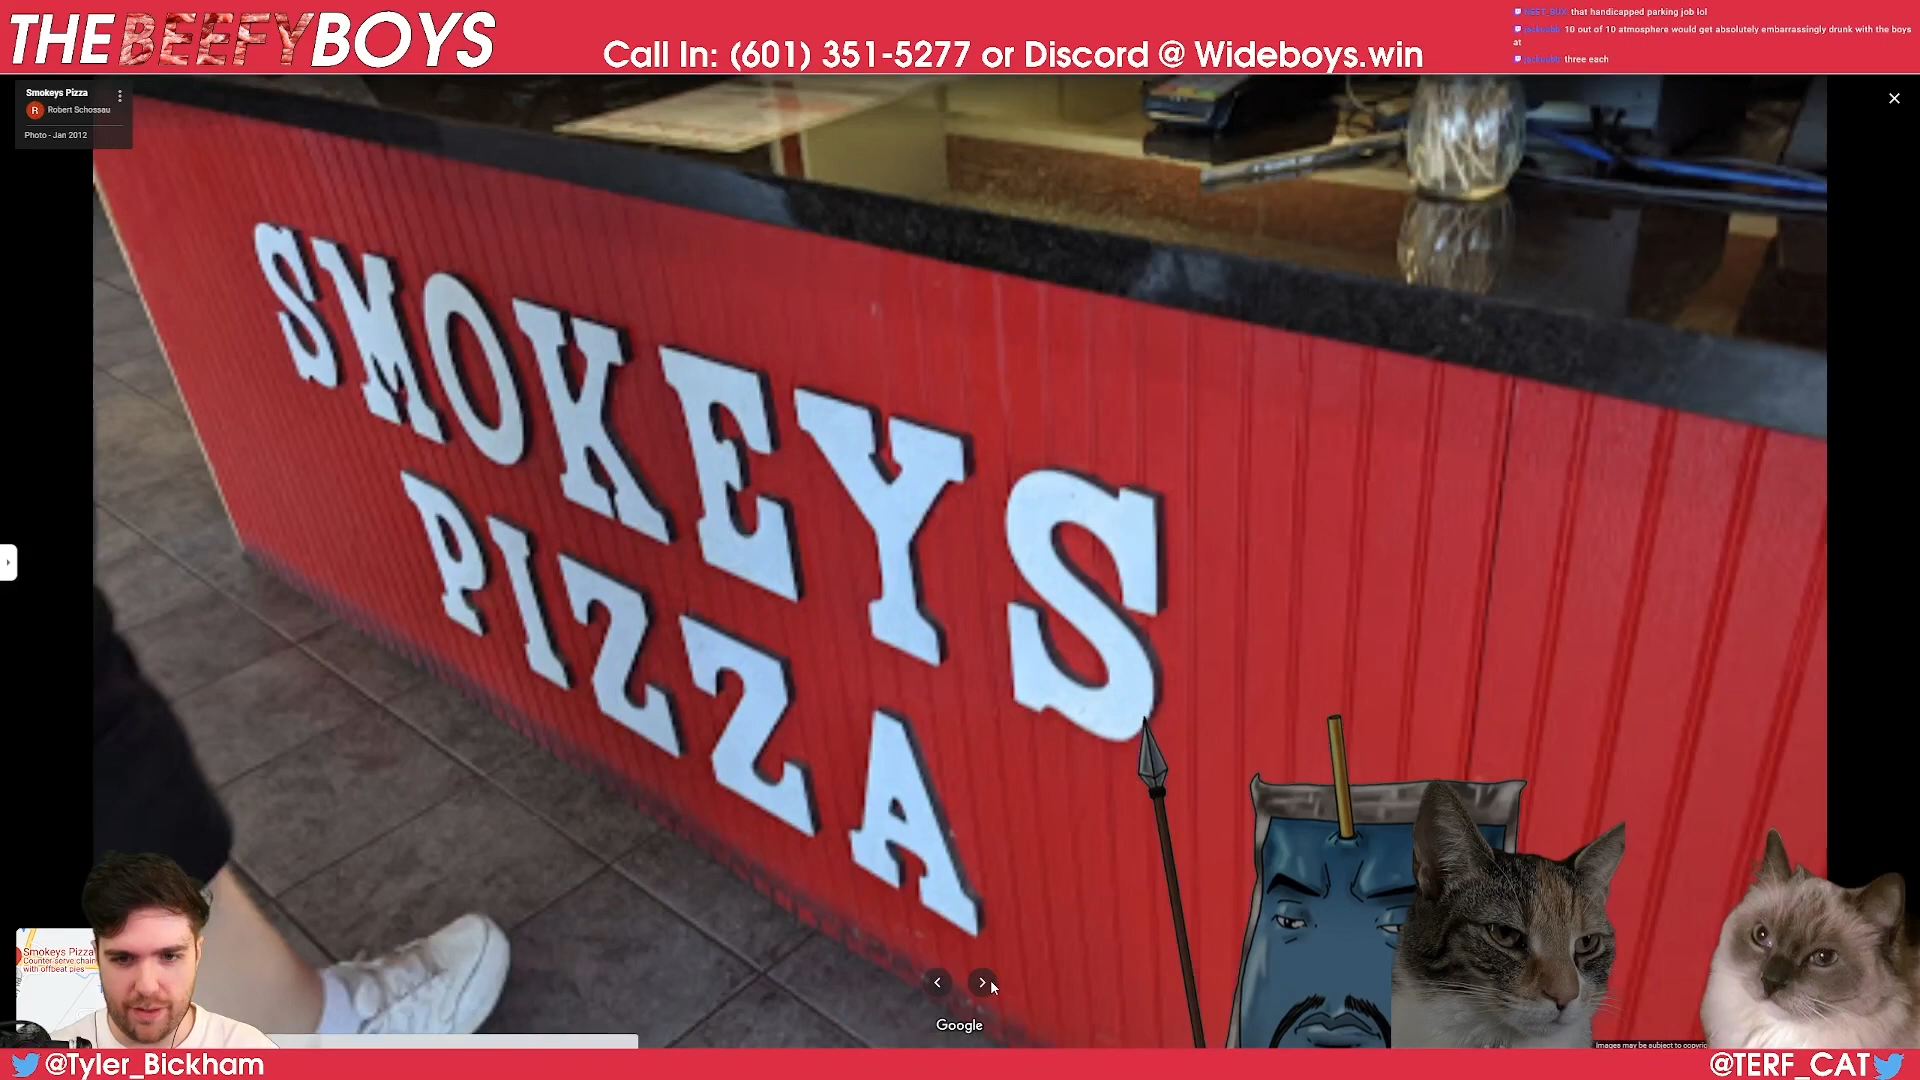 THE BEEFY BOYS
Call In: (601) 351-5277 or Discord @ Wideboys.win
that handicapped parking job lol
10 out of 10 atmosphere would get absolutely embarrassingly drunk with the boys
at
three each
Smokeys Pizza
R Robert Schossau
Photo - Jan 2012
SMOKEYS
PIZZA
Smokeys Pizza
Counter-serve chain
with offbeat pies
Google
Images may be subject to
@Tyler_Bickham
@TERF_CAT